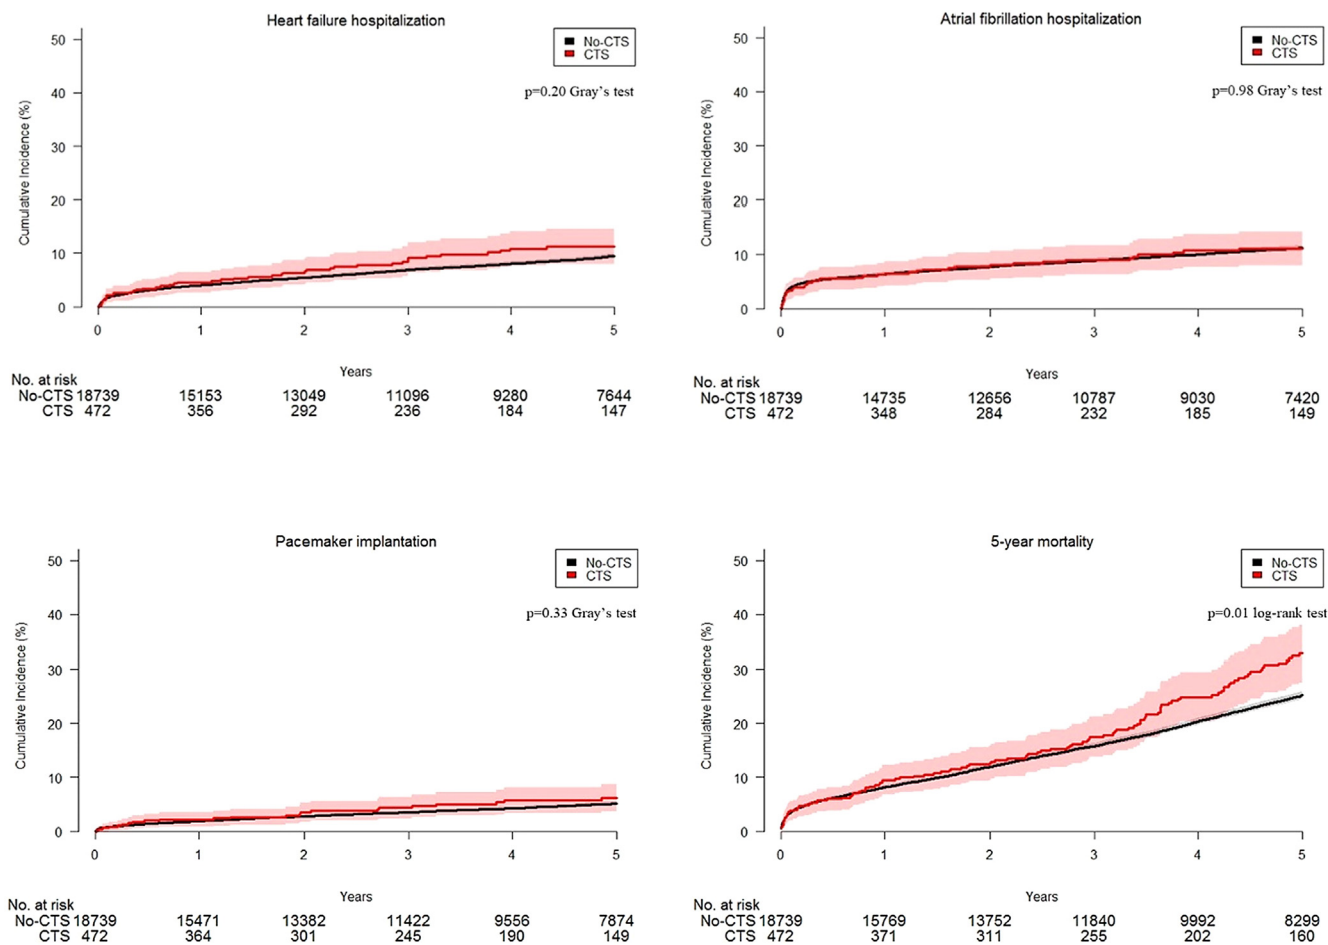 Heart failure hospitalization
No-CTS
CTS
p=0.20 Gray's test
Cumulative Incidence (%)
50
40
30
20
10
0
0 1 2 3 4 5
Years
No. at risk
No-CTS 18739 15153 13049 11096 9280 7644
CTS 472 356 292 236 184 147
Atrial fibrillation hospitalization
No-CTS
CTS
p=0.98 Gray's test
Cumulative Incidence (%)
50
40
30
20
10
0
0 1 2 3 4 5
Years
No. at risk
No-CTS 18739 14735 12656 10787 9030 7420
CTS 472 348 284 232 185 149
Pacemaker implantation
No-CTS
CTS
p=0.33 Gray's test
Cumulative Incidence (%)
50
40
30
20
10
0
0 1 2 3 4 5
Years
No. at risk
No-CTS 18739 15471 13382 11422 9556 7874
CTS 472 364 301 245 190 149
5-year mortality
No-CTS
CTS
p=0.01 log-rank test
Cumulative Incidence (%)
50
40
30
20
10
0
0 1 2 3 4 5
Years
No. at risk
No-CTS 18739 15769 13752 11840 9992 8299
CTS 472 371 311 255 202 160